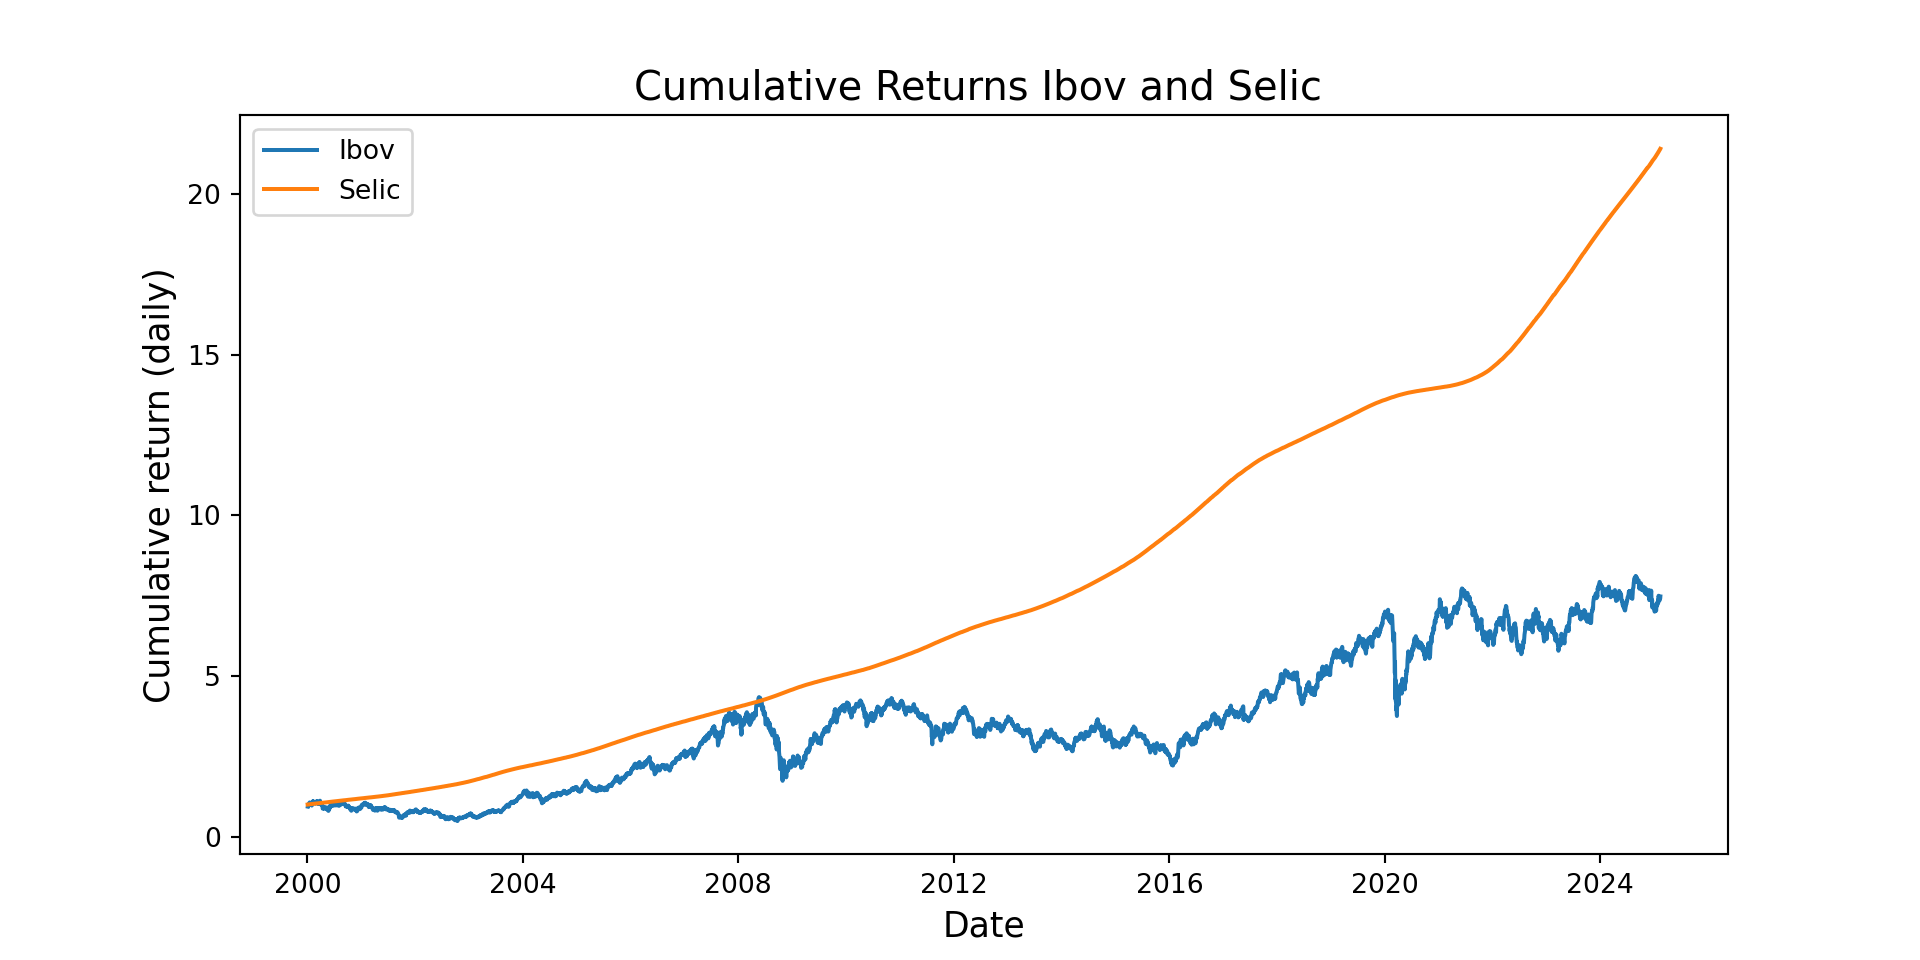 Cumulative Returns Ibov and Selic
Ibov
Selic
Cumulative return (daily)
20
15
10
5
0
2000 2004 2008 2012 2016 2020 2024
Date